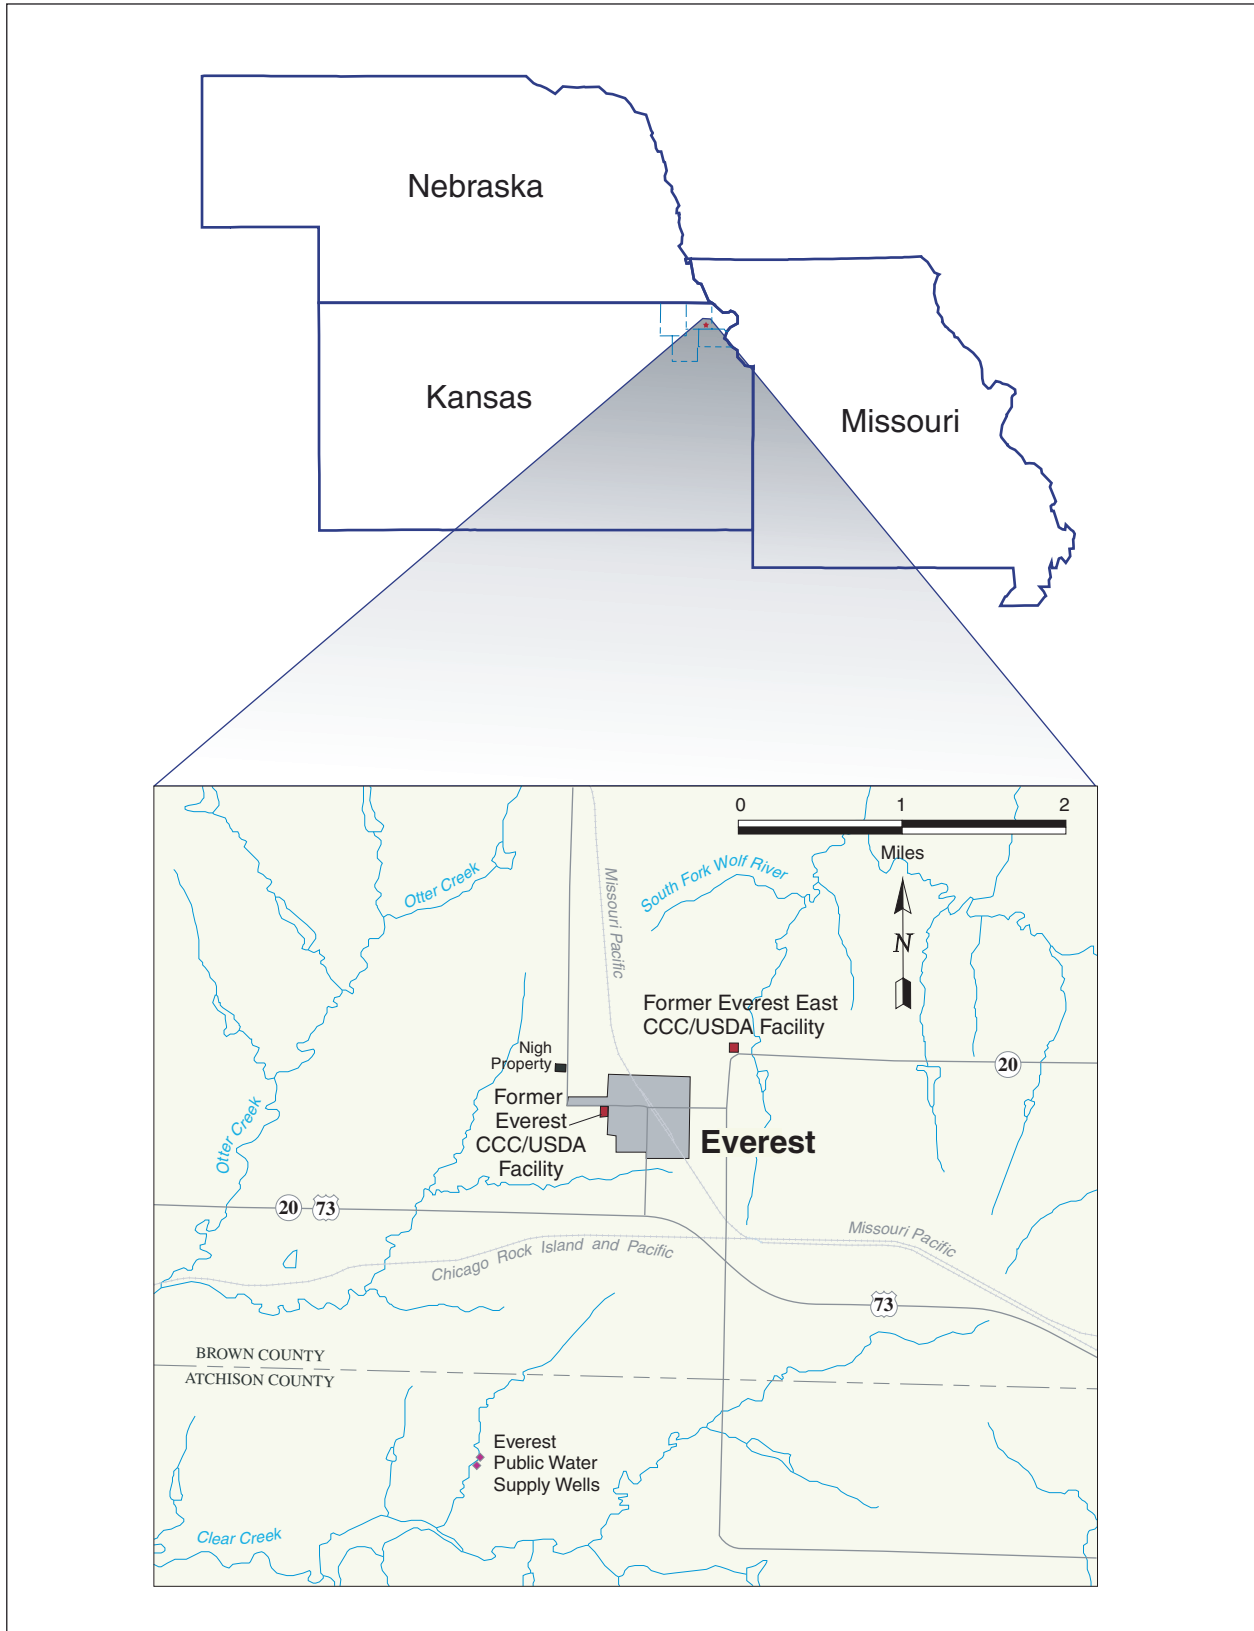 Nebraska
Kansas
Missouri
0 1 2
Miles
Otter Creek
Missouri Pacific
South Fork Wolf River
N
Former Everest East
CCC/USDA Facility
Nigh
Property
20
Former
Everest
CCC/USDA
Facility
Everest
Otter Creek
20 73
Missouri Pacific
Chicago Rock Island and Pacific
73
BROWN COUNTY
ATCHISON COUNTY
Everest
Public Water
Supply Wells
Clear Creek